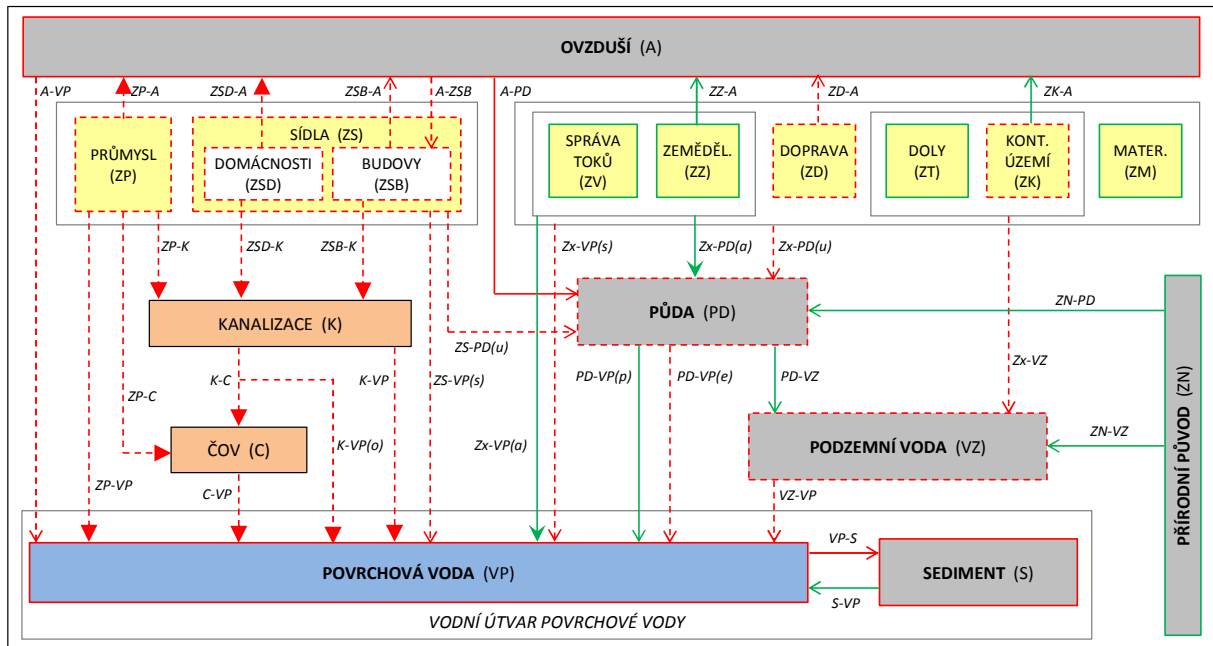 OVZDUŠÍ (A)
A-VP
ZP-A
ZSD-A
ZSB-A
A-ZSB
A-PD
ZZ-A
ZD-A
ZK-A
PRŮMYSL
(ZP)
SÍDLA (ZS)
DOMÁCNOSTI
(ZSD)
BUDOVY
(ZSB)
SPRÁVA
TOKŮ
(ZV)
ZEMĚDĚL.
(ZZ)
DOPRAVA
(ZD)
DOLY
(ZT)
KONT.
ÚZEMÍ
(ZK)
MATER.
(ZM)
ZP-K
ZSD-K
ZSB-K
Zx-VP(s)
Zx-PD(a)
Zx-PD(u)
KANALIZACE (K)
PŮDA (PD)
ZN-PD
ZS-PD(u)
K-C
K-VP
ZS-VP(s)
PD-VP(p)
PD-VP(e)
PD-VZ
Zx-VZ
ZP-C
ČOV (C)
K-VP(o)
Zx-VP(a)
PODZEMNÍ VODA (VZ)
ZN-VZ
PŘÍRODNÍ PŮVOD (ZN)
ZP-VP
C-VP
VZ-VP
POVRCHOVÁ VODA (VP)
VP-S
S-VP
SEDIMENT (S)
VODNÍ ÚTVAR POVRCHOVÉ VODY